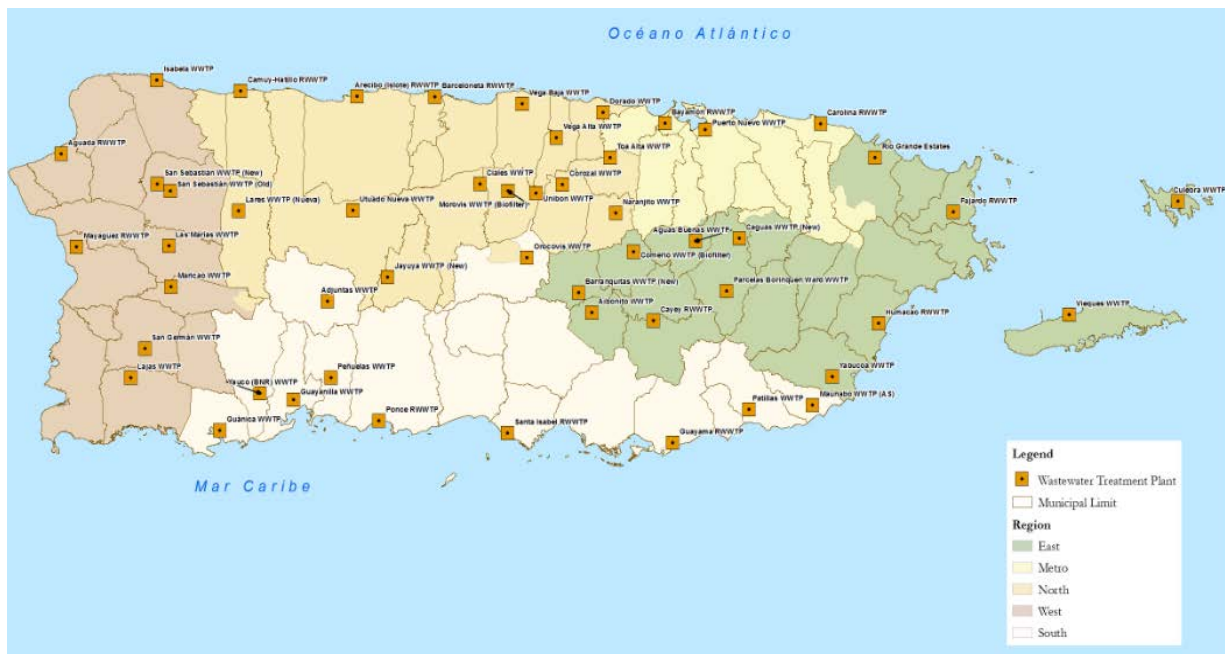 Océano Atlántico
Isabela WWTP
Camuy-Hatillo RWWTP
Arecibo (Islote) RWWTP
Barceloneta RWWTP
Vega Baja WWTP
Dorado WWTP
Bayamón RWWTP
Puerto Nuevo WWTP
Carolina RWWTP
Vega Alta WWTP
Aguada RWWTP
Toa Alta WWTP
Rio Grande Estates
San Sebastián WWTP (New)
San Sebastián WWTP (Old)
Ciales WWTP
Corozal WWTP
Culebra WWTP
Lares WWTP (Nueva)
Utuado Nueva WWTP
Morovis WWTP (Biofilter)
Unibon WWTP
Naranjito WWTP
Fajardo RWWTP
Mayaguez RWWTP
Las Marias WWTP
Aguas Buenas WWTP
Caguas WWTP (New)
Orocovis WWTP
Comerio WWTP (Biofilter)
Maricao WWTP
Jayuya WWTP (New)
Adjuntas WWTP
Barranquitas WWTP (New)
Parcelas Borinquen Ward WWTP
Aibonito WWTP
Cayey RWWTP
Humacao RWWTP
Vieques WWTP
San Germán WWTP
Lajas WWTP
Yauco (BNR) WWTP
Peñuelas WWTP
Guayanilla WWTP
Yabucoa WWTP
Maunabo WWTP (AS)
Patillas WWTP
Guánica WWTP
Ponce RWWTP
Santa Isabel RWWTP
Guayama RWWTP
Mar Caribe
Legend
Wastewater Treatment Plant
Municipal Limit
Region
East
Metro
North
West
South